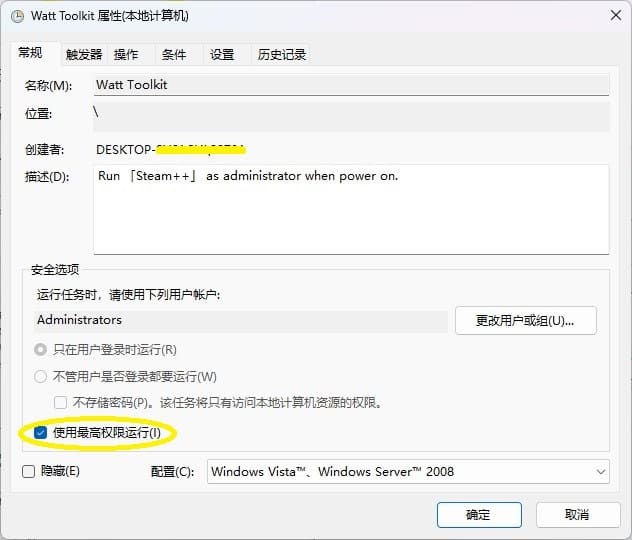 Watt Toolkit 属性(本地计算机)
常规 触发器 操作 条件 设置 历史记录
名称(M): Watt Toolkit
位置: \
创建者: DESKTOP-
描述(D): Run 「Steam++」 as administrator when power on.
安全选项
运行任务时，请使用下列用户帐户:
Administrators 更改用户或组(U)...
只在用户登录时运行(R)
不管用户是否登录都要运行(W)
不存储密码(P)。该任务将只有访问本地计算机资源的权限。
使用最高权限运行(I)
隐藏(E) 配置(C): Windows Vista™、Windows Server™ 2008
确定 取消